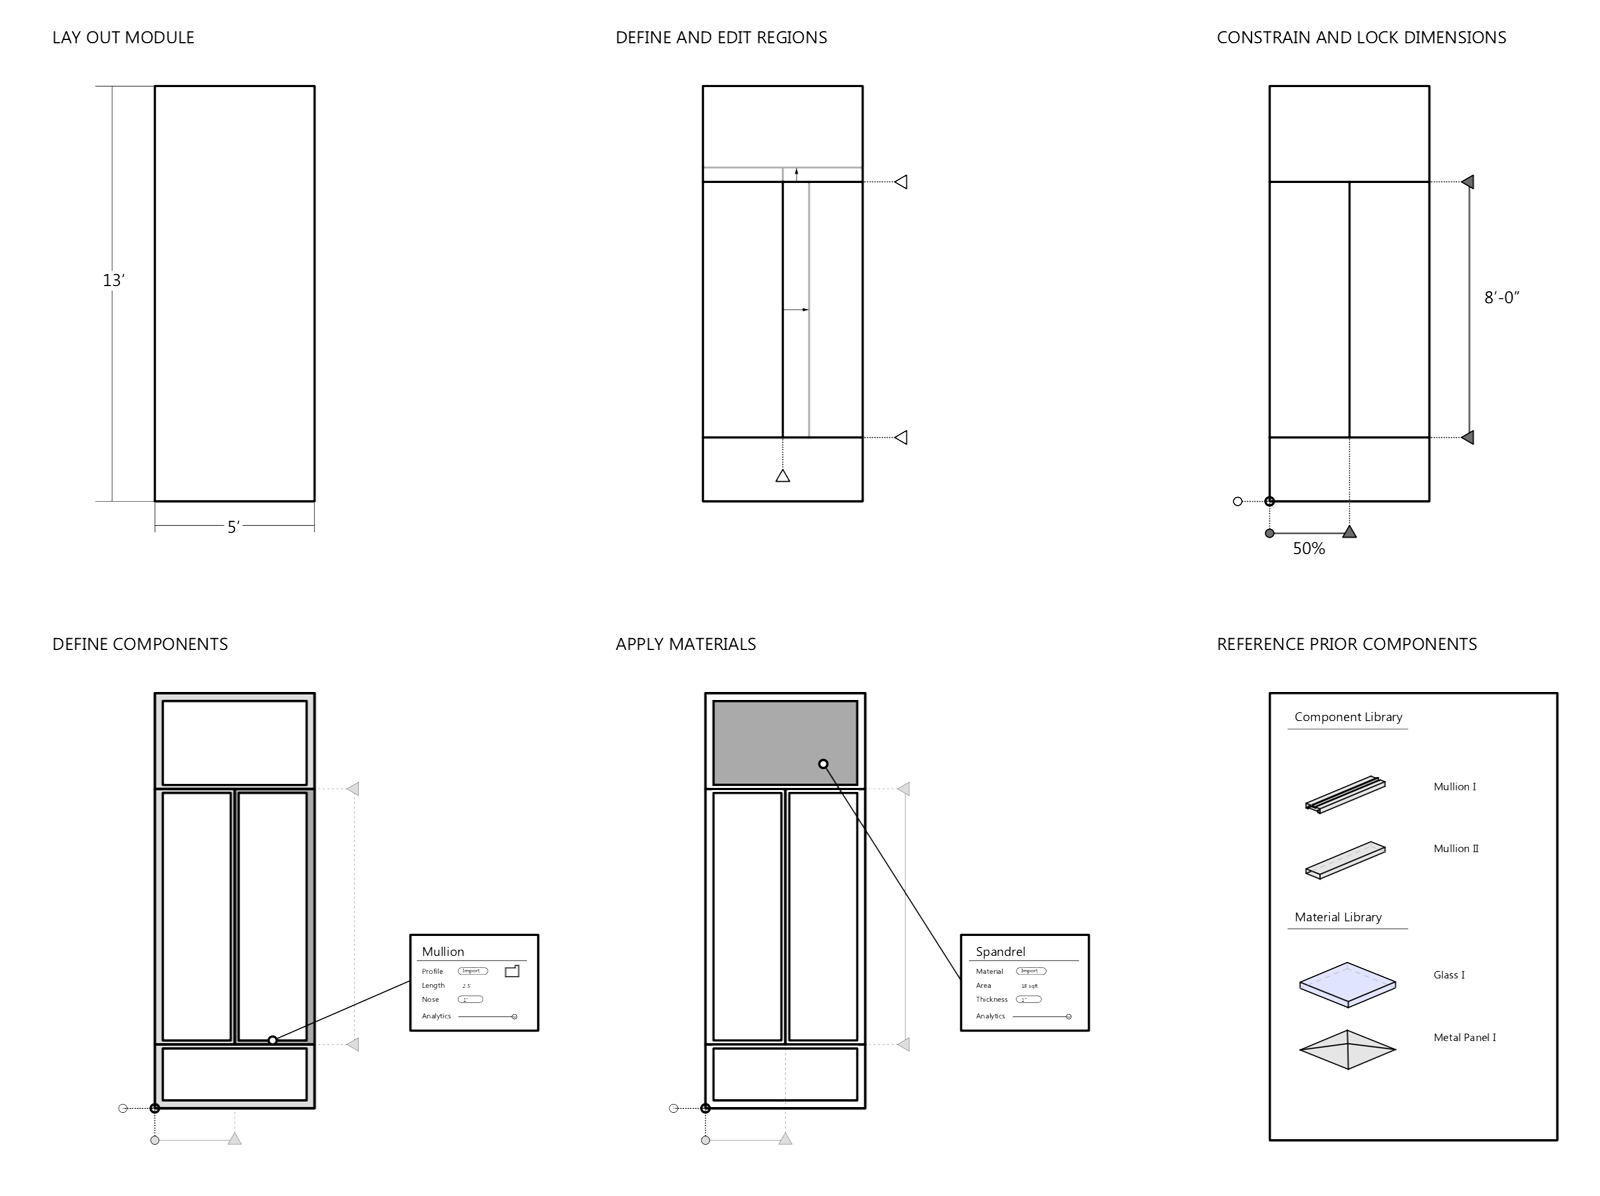 LAY OUT MODULE
DEFINE AND EDIT REGIONS
CONSTRAIN AND LOCK DIMENSIONS
13'
5'
8'-0"
50%
DEFINE COMPONENTS
APPLY MATERIALS
REFERENCE PRIOR COMPONENTS
Mullion
Profile Import
Length 2.5'
Nose 1"
Analytics
Spandrel
Material Import
Area 18 sqft
Thickness 1"
Analytics
Component Library
Mullion I
Mullion II
Material Library
Glass I
Metal Panel I